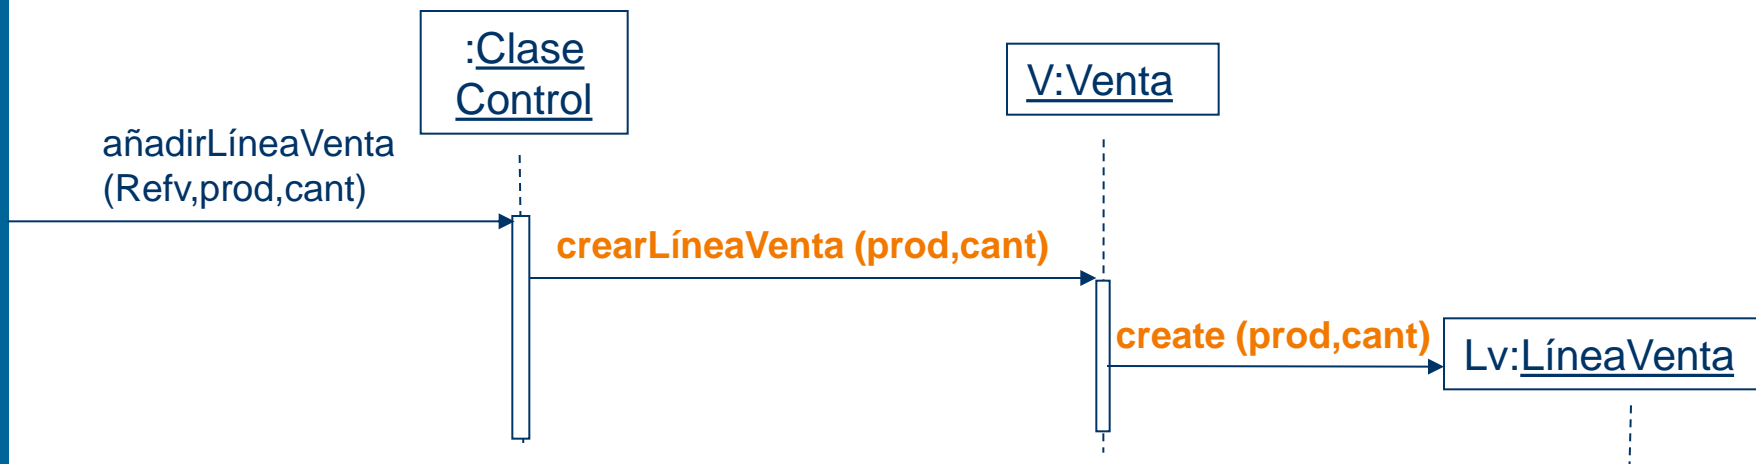 :Clase
Control
V:Venta
añadirLíneaVenta
(Refv,prod,cant)
crearLíneaVenta (prod,cant)
create (prod,cant)
Lv:LíneaVenta